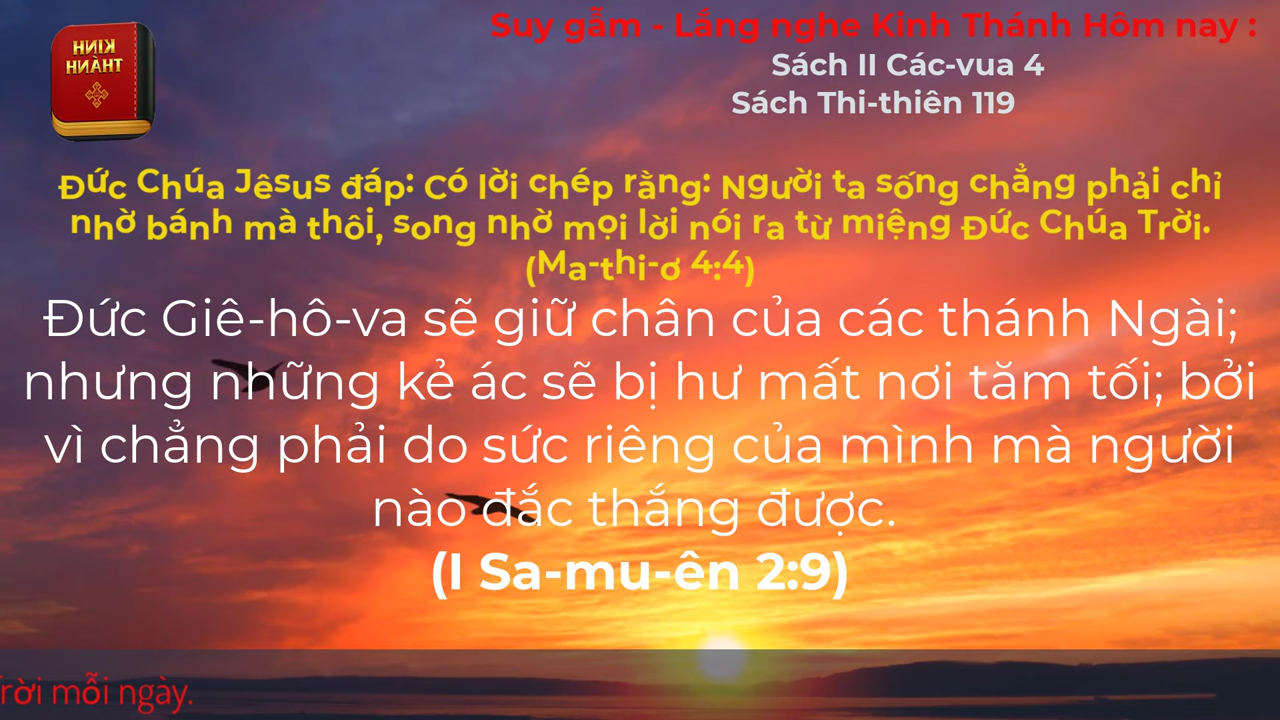 KINH
THÁNH
Suy gẫm - Lắng nghe Kinh Thánh Hôm nay :
Sách II Các-vua 4
Sách Thi-thiên 119
Đức Chúa Jêsus đáp: Có lời chép rằng: Người ta sống chẳng phải chỉ
nhờ bánh mà thôi, song nhờ mọi lời nói ra từ miệng Đức Chúa Trời.
(Ma-thi-ơ 4:4)
Đức Giê-hô-va sẽ giữ chân của các thánh Ngài;
nhưng những kẻ ác sẽ bị hư mất nơi tăm tối; bởi
vì chẳng phải do sức riêng của mình mà người
nào đắc thắng được.
(I Sa-mu-ên 2:9)
rời mỗi ngày.